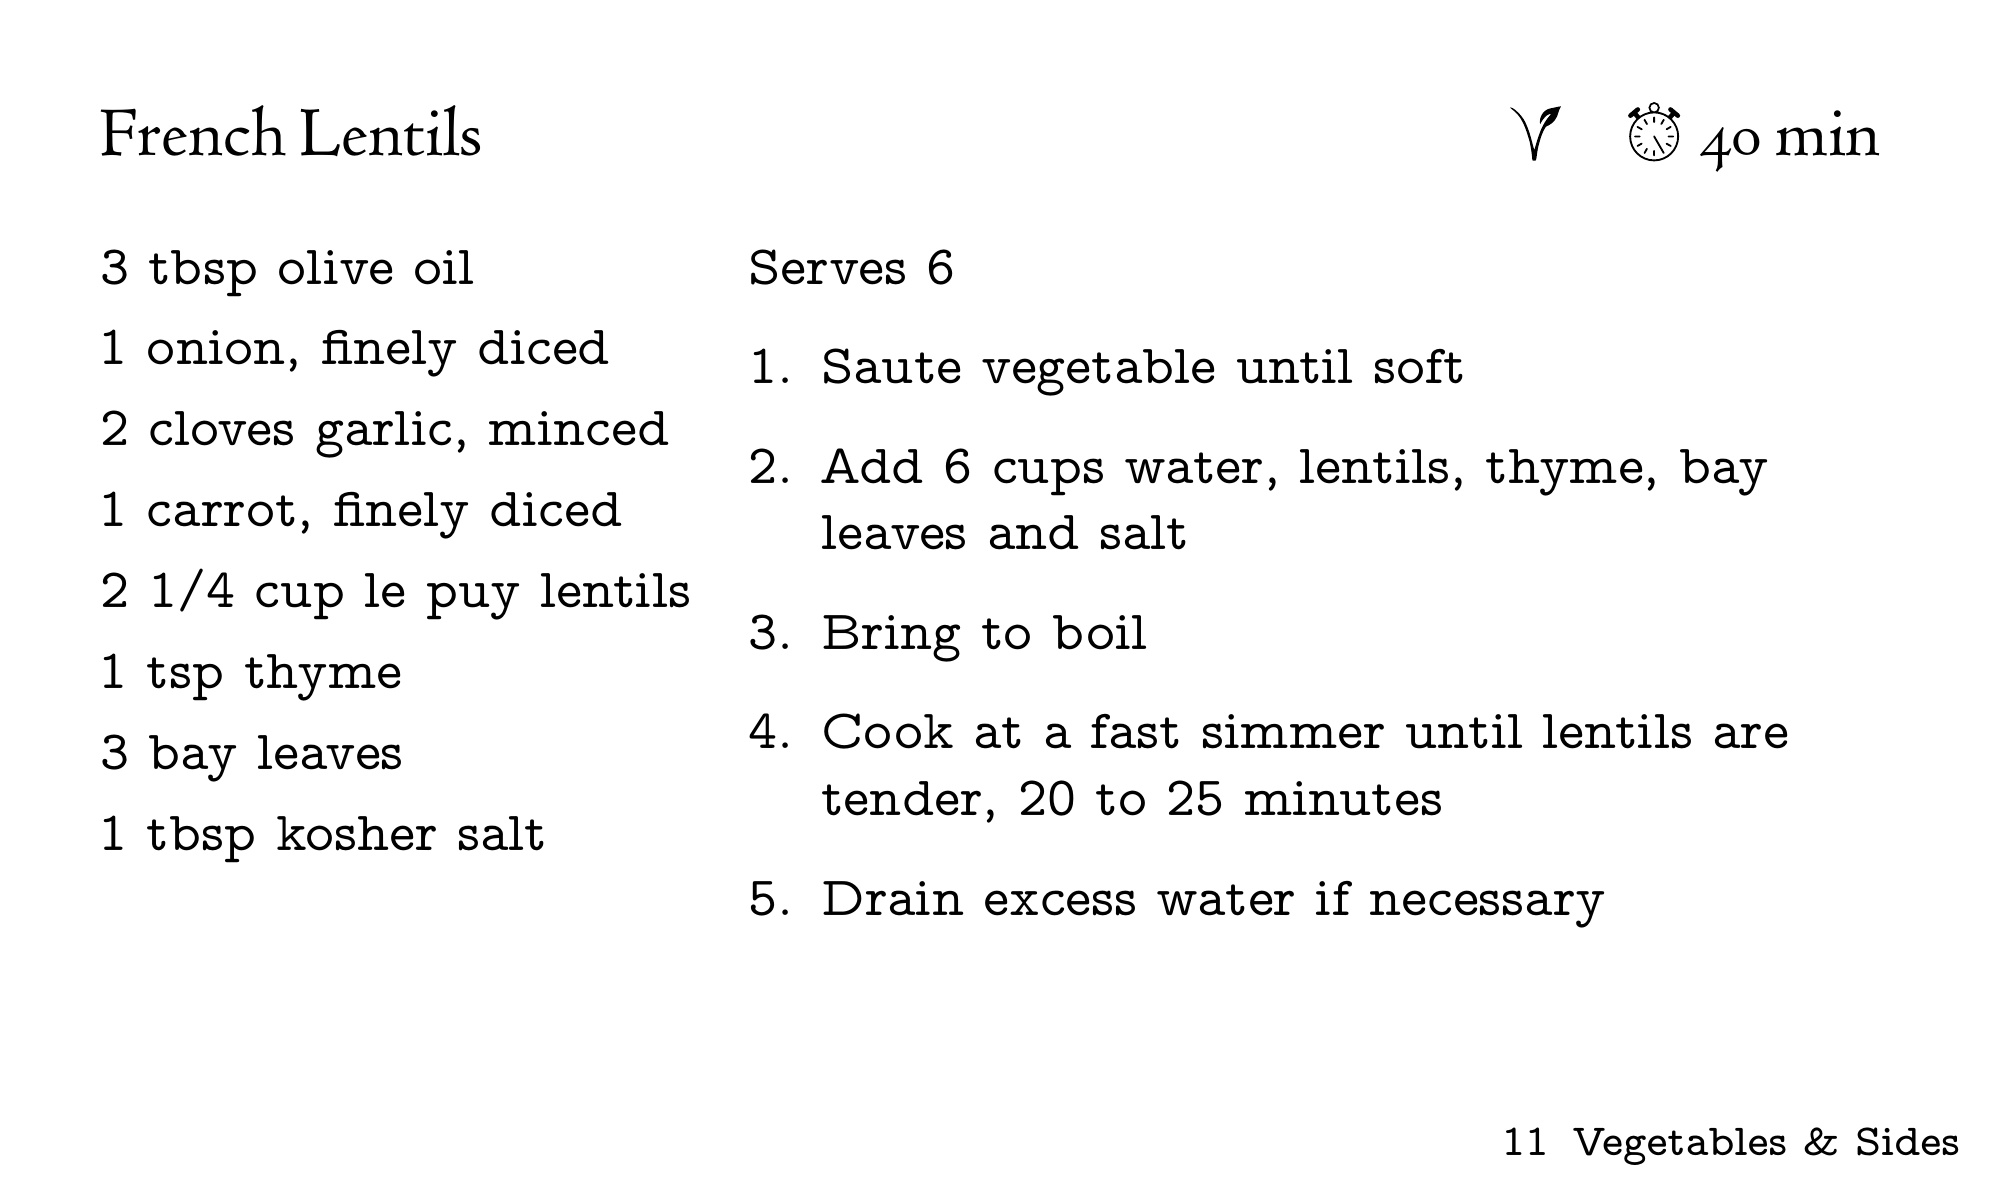 French Lentils
40 min
3 tbsp olive oil
1 onion, finely diced
2 cloves garlic, minced
1 carrot, finely diced
2 1/4 cup le puy lentils
1 tsp thyme
3 bay leaves
1 tbsp kosher salt
Serves 6
1. Saute vegetable until soft
2. Add 6 cups water, lentils, thyme, bay
leaves and salt
3. Bring to boil
4. Cook at a fast simmer until lentils are
tender, 20 to 25 minutes
5. Drain excess water if necessary
11 Vegetables & Sides